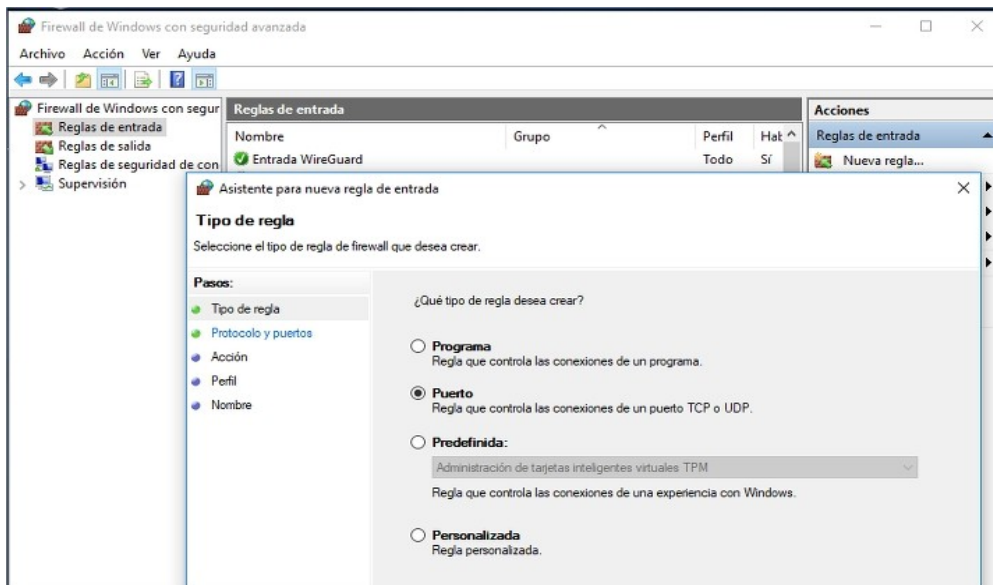 Firewall de Windows con seguridad avanzada
Archivo Acción Ver Ayuda
Firewall de Windows con segur
Reglas de entrada
Reglas de salida
Reglas de seguridad de con
Supervisión
Reglas de entrada
Nombre Grupo Perfil Hab
Entrada WireGuard Todo Sí
Acciones
Reglas de entrada
Nueva regla...
Asistente para nueva regla de entrada
Tipo de regla
Seleccione el tipo de regla de firewall que desea crear.
Pasos:
Tipo de regla
Protocolo y puertos
Acción
Perfil
Nombre
¿Qué tipo de regla desea crear?
Programa
Regla que controla las conexiones de un programa.
Puerto
Regla que controla las conexiones de un puerto TCP o UDP.
Predefinida:
Administración de tarjetas inteligentes virtuales TPM
Regla que controla las conexiones de una experiencia con Windows.
Personalizada
Regla personalizada.